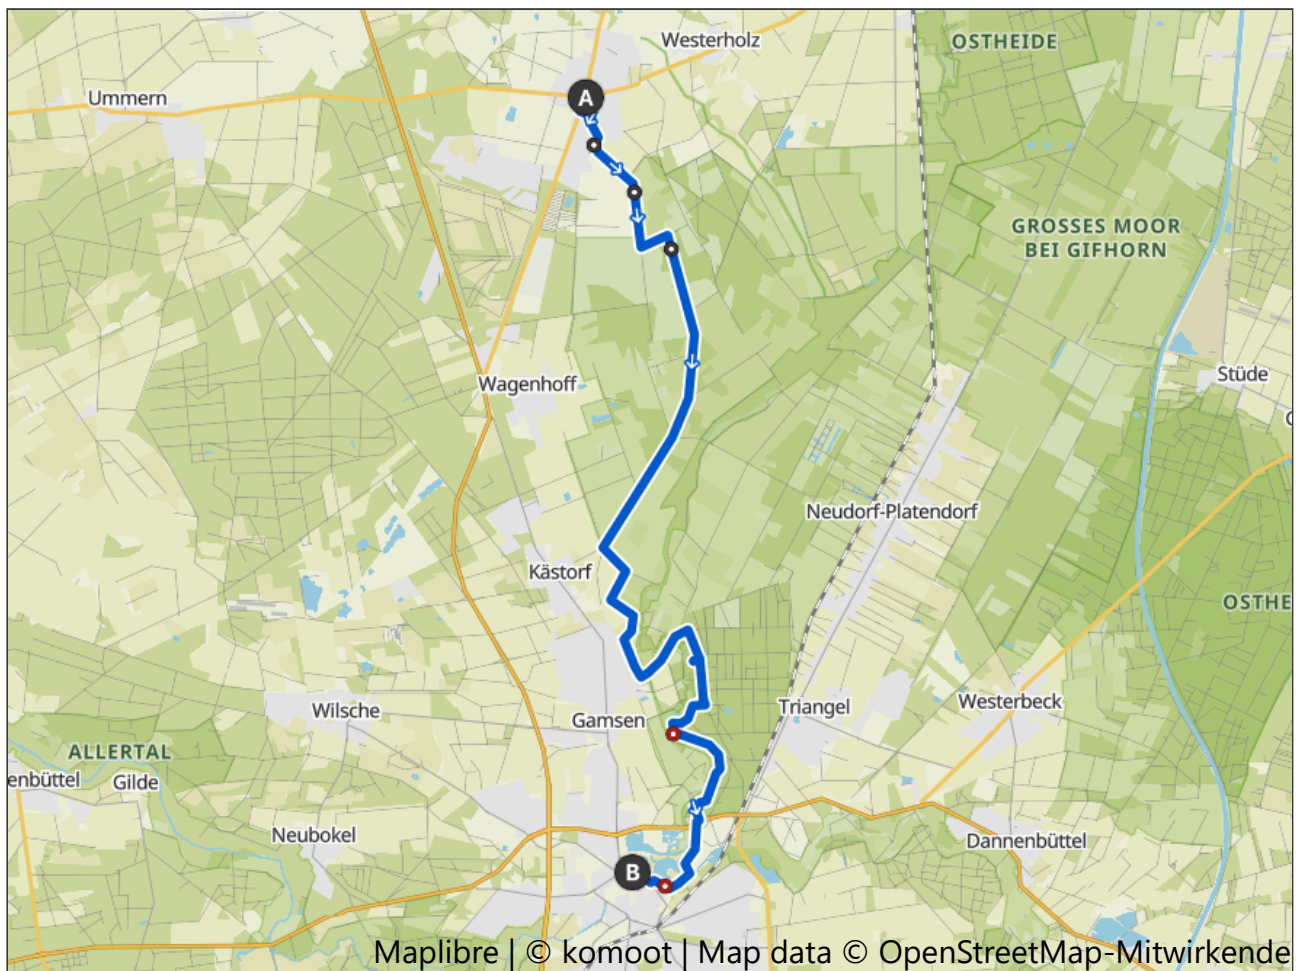 Westerholz
OSTHEIDE
Ummern
A
GROSSES MOOR
BEI GIFHORN
Stüde
Wagenhoff
Neudorf-Platendorf
Kästorf
OSTHE
Wilsche
Gamsen
Triangel
Westerbeck
ALLERTAL
enbüttel
Gilde
Neubokel
Dannenbüttel
B
Maplibre | © komoot | Map data © OpenStreetMap-Mitwirkende